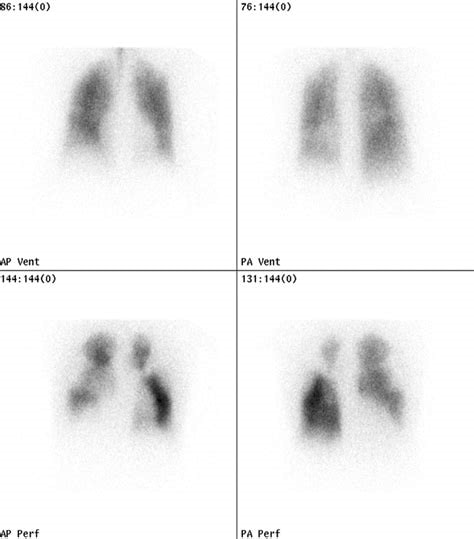 86:144(0)
76:144(0)
AP Vent
PA Vent
144:144(0)
131:144(0)
AP Perf
PA Perf